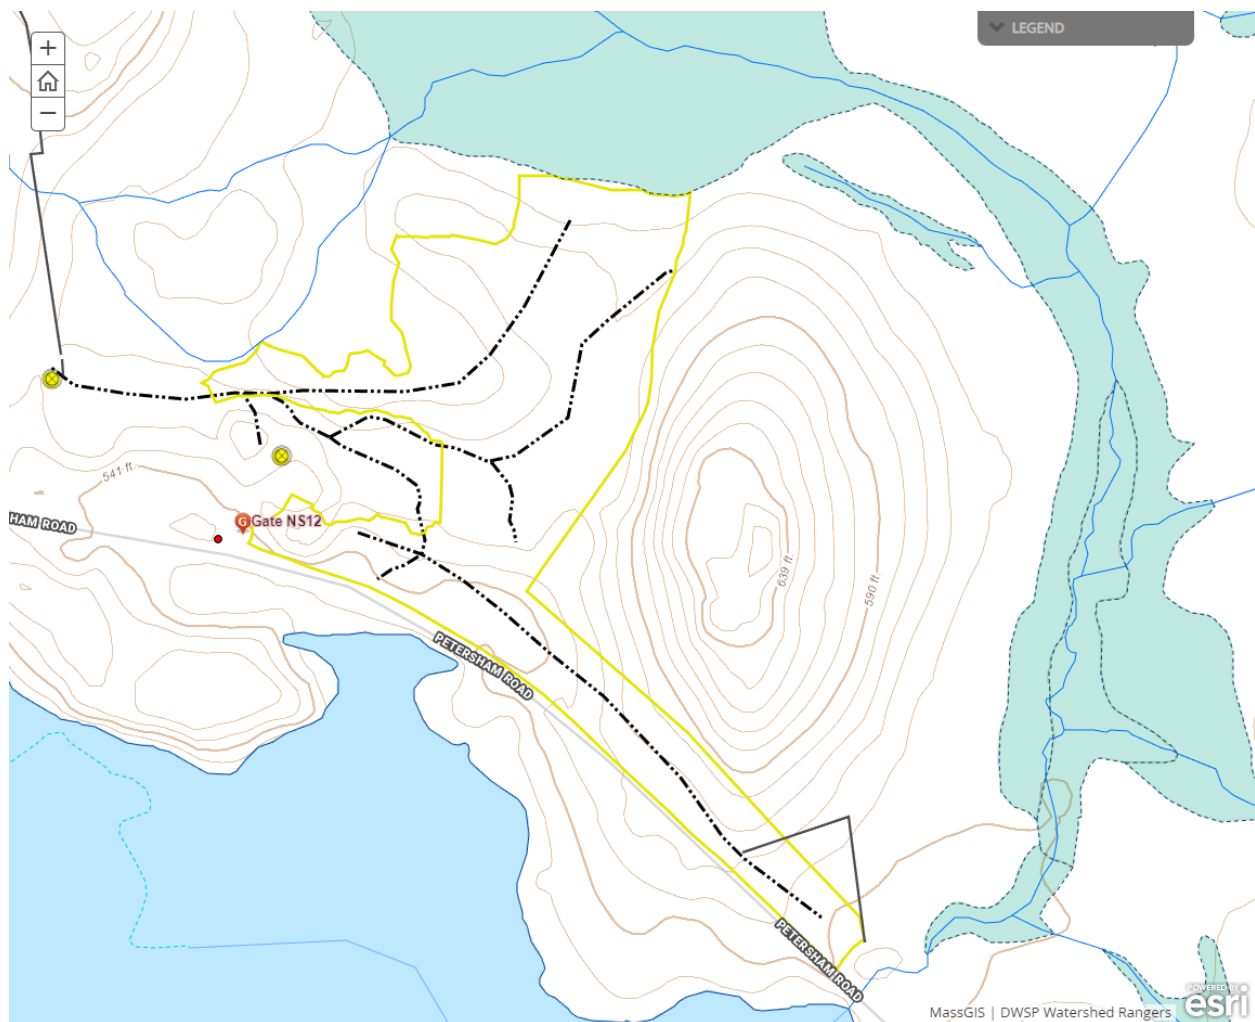 +
LEGEND
−
541 ft
HAM ROAD
G
Gate NS12
639 ft
590 ft
PETERSHAM ROAD
PETERSHAM ROAD
MassGIS | DWSP Watershed Rangers
POWERED BY
esri